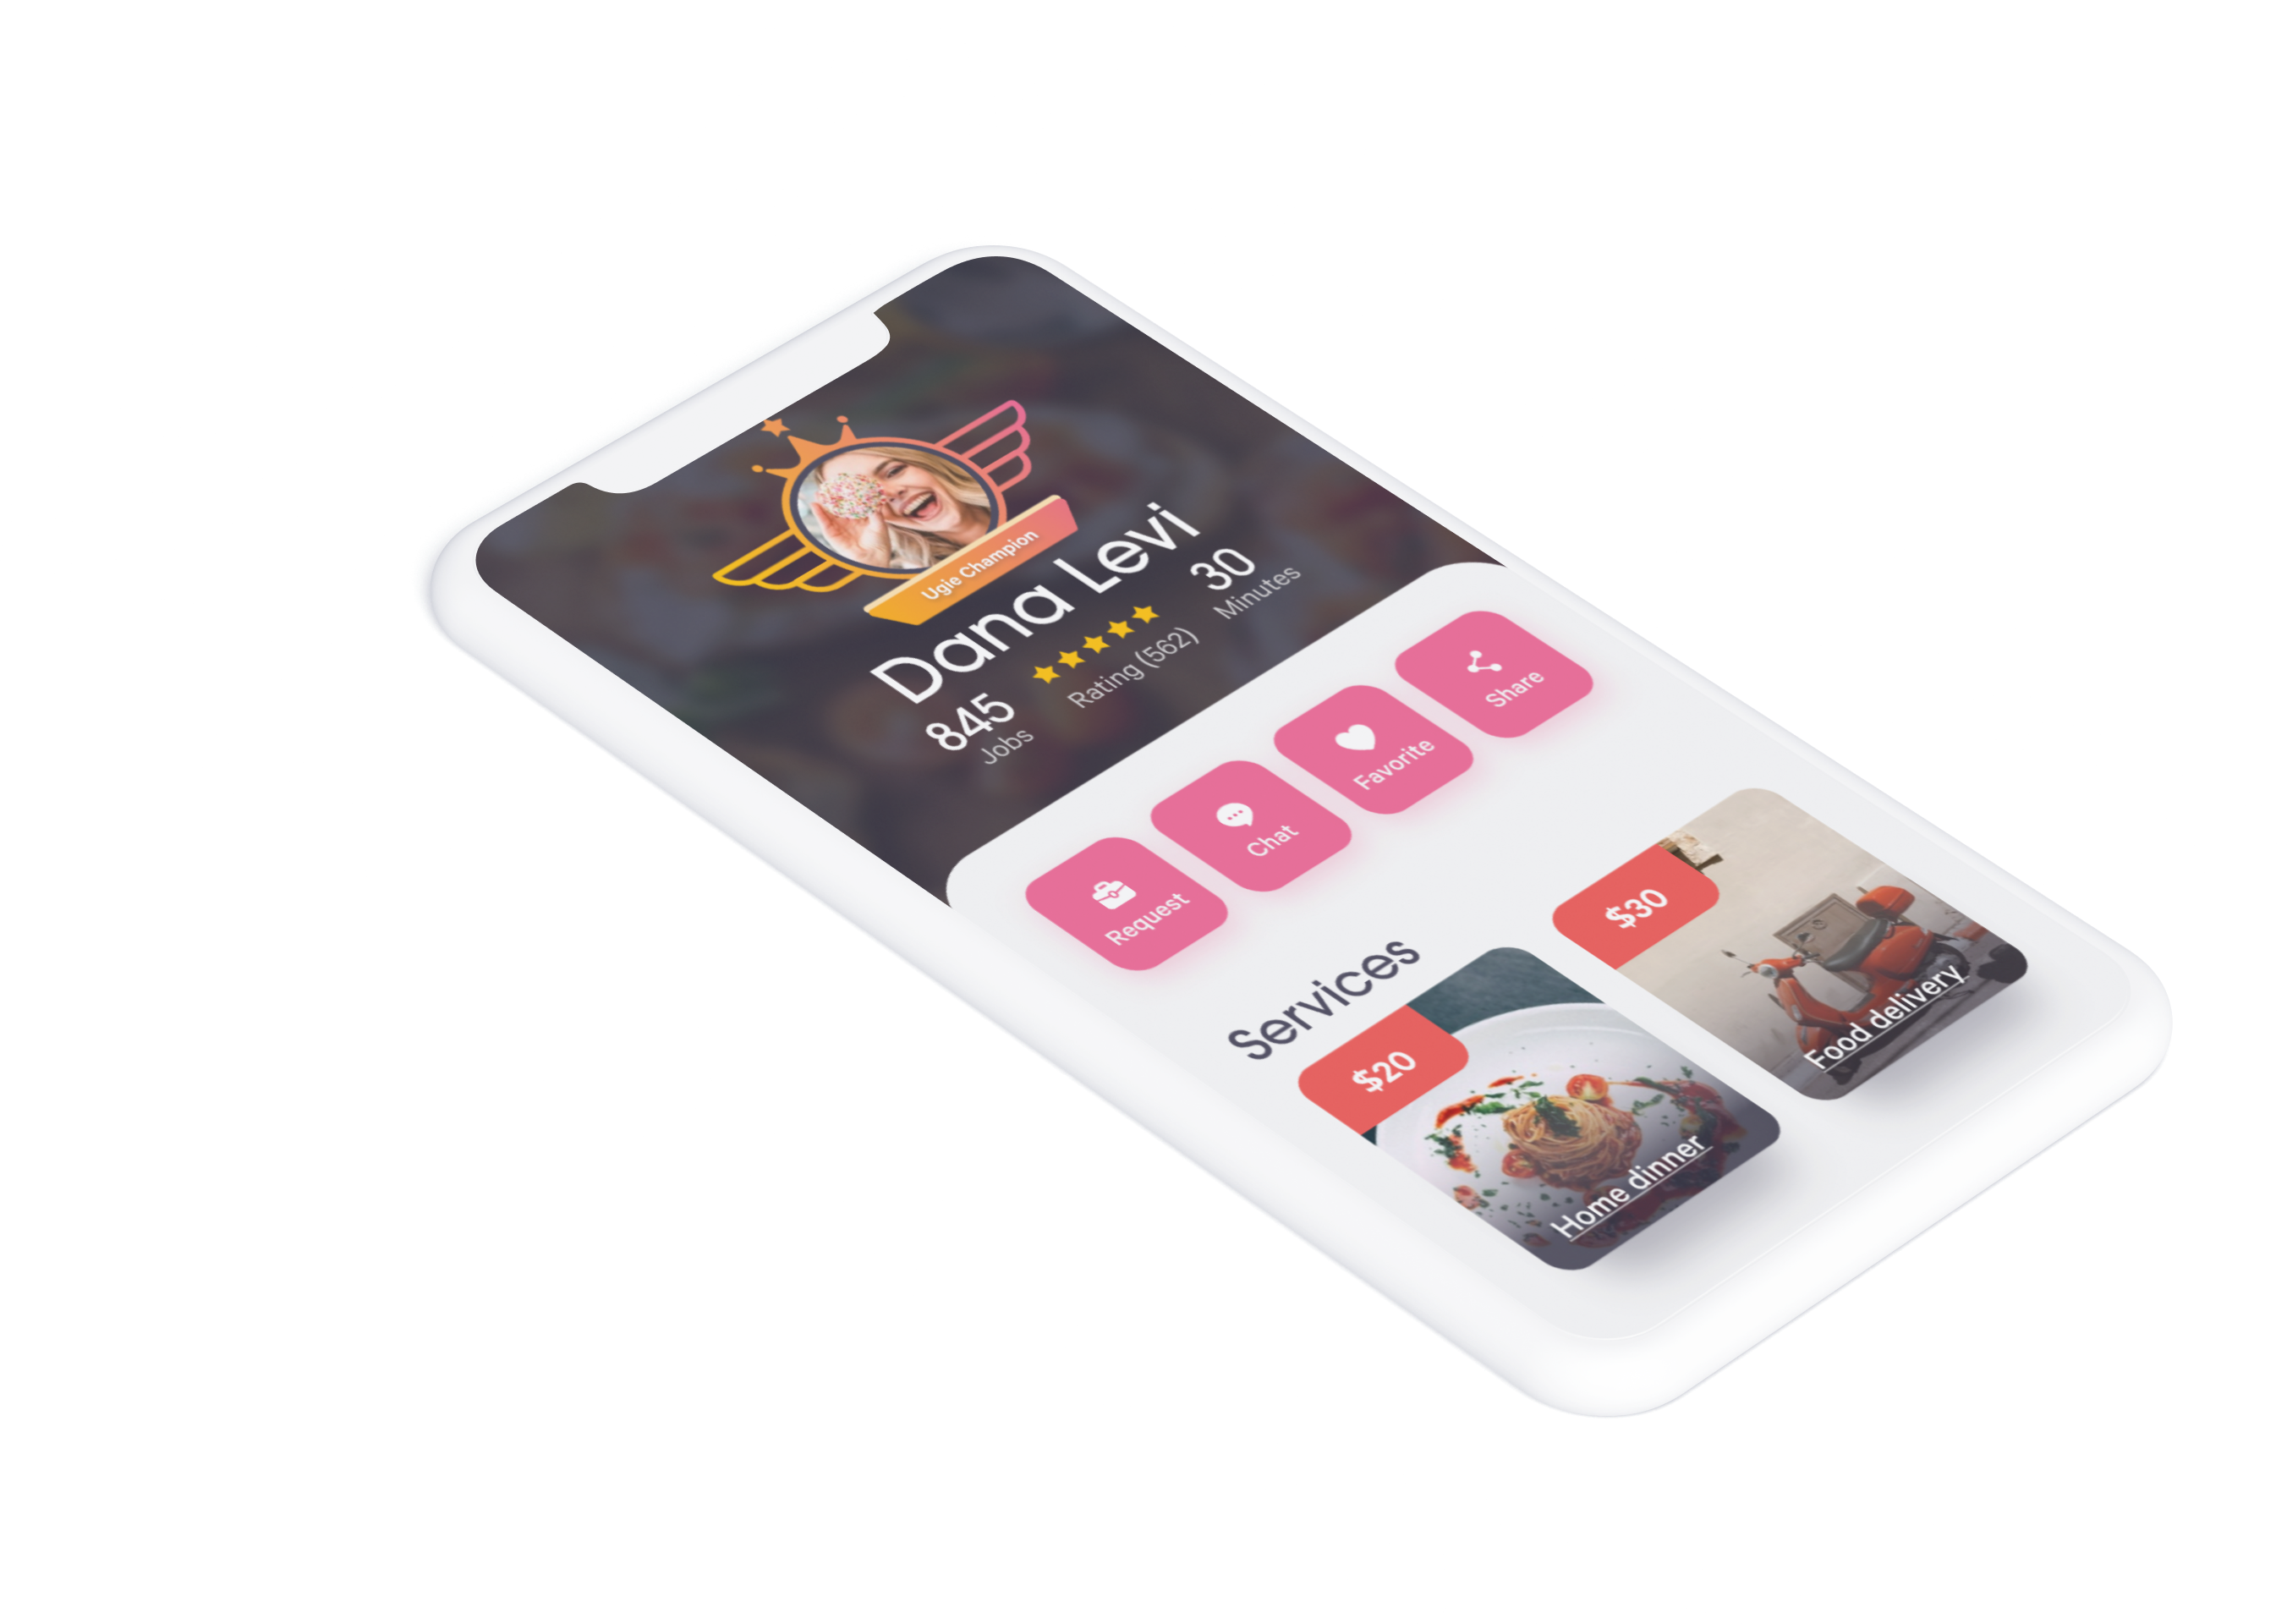 Ugie Champion
Dana Levi
845
Jobs
Rating (562)
30
Minutes
Request
Chat
Favorite
Share
Services
$20
Home dinner
$30
Food delivery